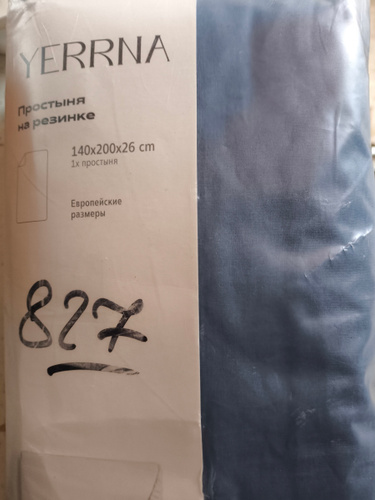 YERRNA
Простыня
на резинке
140x200x26 cm
1x простыня
Европейские
размеры
827